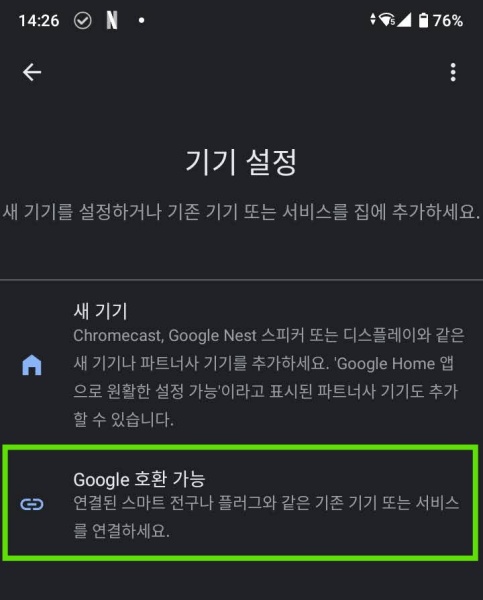 14:26 N 76%
기기 설정
새 기기를 설정하거나 기존 기기 또는 서비스를 집에 추가하세요.
새 기기
Chromecast, Google Nest 스피커 또는 디스플레이와 같은
새 기기나 파트너사 기기를 추가하세요. 'Google Home 앱
으로 원활한 설정 가능'이라고 표시된 파트너사 기기도 추가
할 수 있습니다.
Google 호환 가능
연결된 스마트 전구나 플러그와 같은 기존 기기 또는 서비스
를 연결하세요.